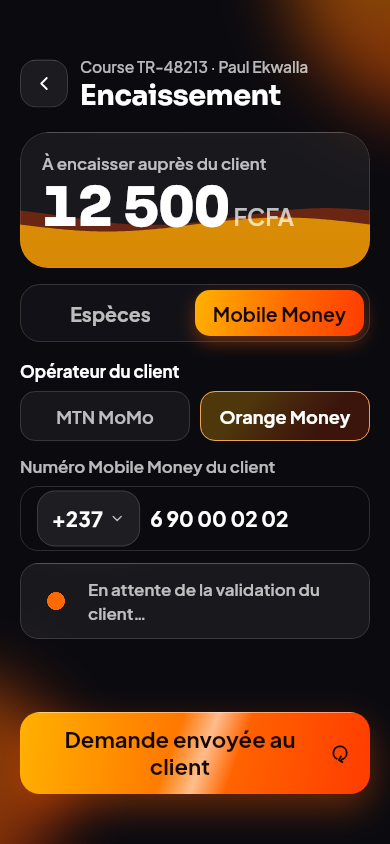 Course TR-48213 · Paul Ekwalla
Encaissement
À encaisser auprès du client
12 500 FCFA
Espèces
Mobile Money
Opérateur du client
MTN MoMo
Orange Money
Numéro Mobile Money du client
+237
6 90 00 02 02
En attente de la validation du
client…
Demande envoyée au
client